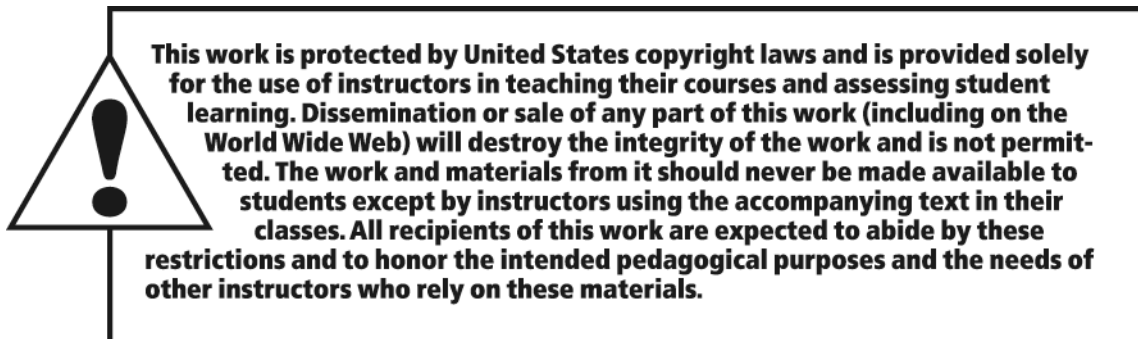 This work is protected by United States copyright laws and is provided solely
for the use of instructors in teaching their courses and assessing student
learning. Dissemination or sale of any part of this work (including on the
World Wide Web) will destroy the integrity of the work and is not permit-
ted. The work and materials from it should never be made available to
students except by instructors using the accompanying text in their
classes. All recipients of this work are expected to abide by these
restrictions and to honor the intended pedagogical purposes and the needs of
other instructors who rely on these materials.